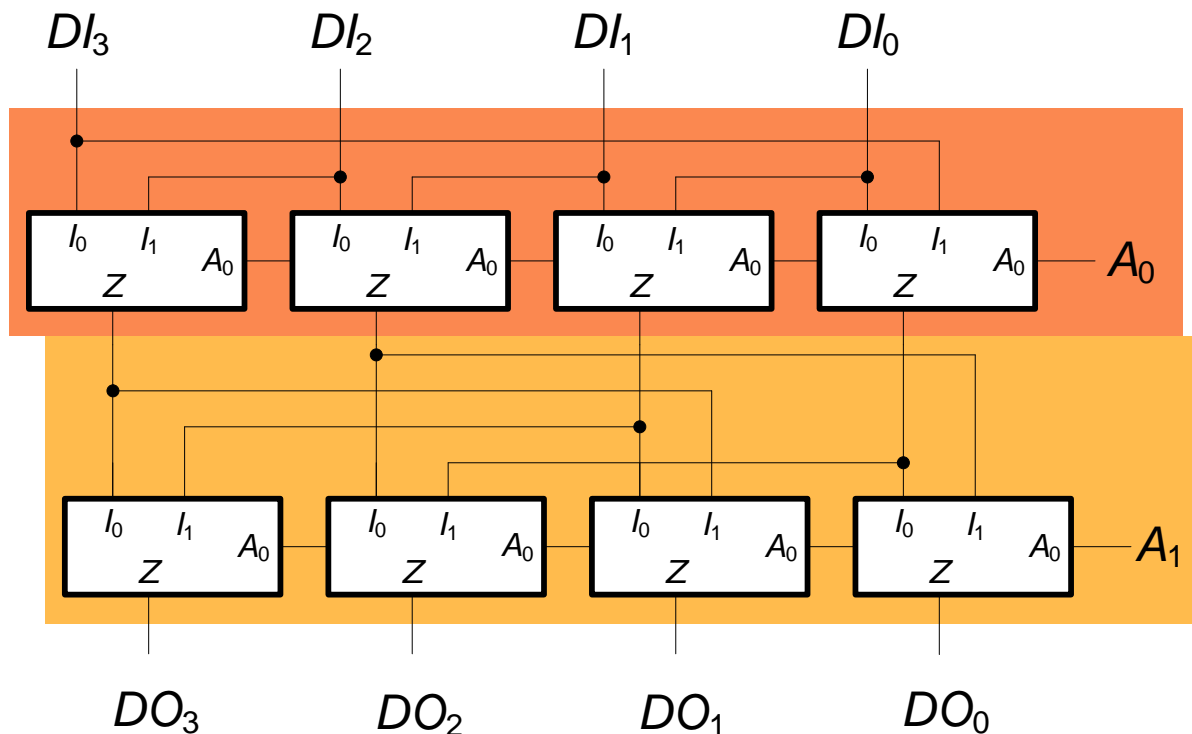 DI₃ DI₂ DI₁ DI₀
I₀ I₁ I₀ I₁ I₀ I₁ I₀ I₁
A₀ A₀ A₀ A₀ A₀
Z Z Z Z
I₀ I₁ I₀ I₁ I₀ I₁ I₀ I₁
A₀ A₀ A₀ A₀ A₁
Z Z Z Z
DO₃ DO₂ DO₁ DO₀